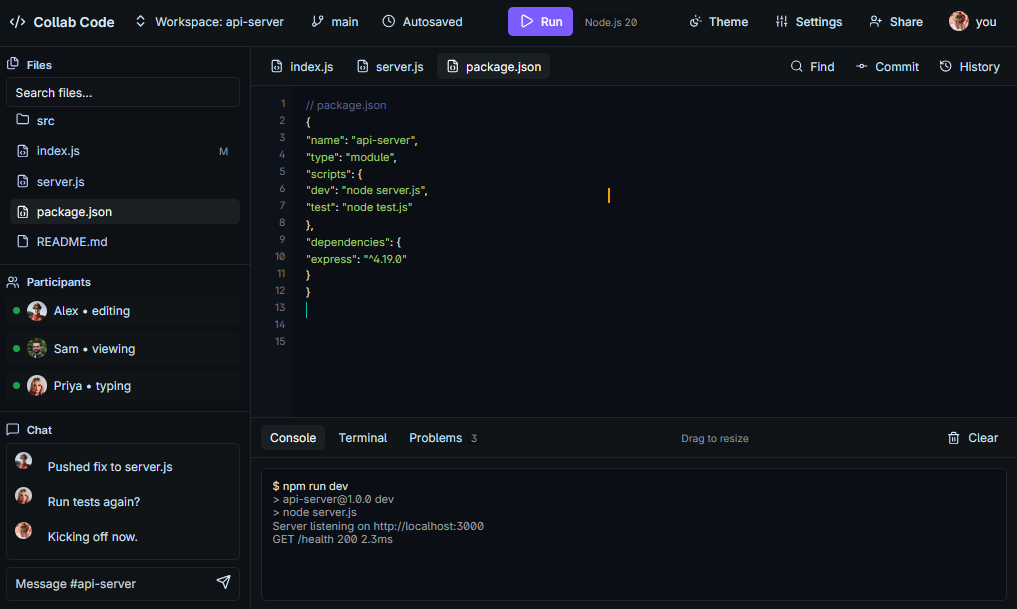 Collab Code
Workspace: api-server
main
Autosaved
Run
Node.js 20
Theme
Settings
Share
you
Files
Search files...
src
index.js
M
server.js
package.json
README.md
Participants
Alex • editing
Sam • viewing
Priya • typing
Chat
Pushed fix to server.js
Run tests again?
Kicking off now.
Message #api-server
index.js
server.js
package.json
Find
Commit
History
1 // package.json
2 {
3 "name": "api-server",
4 "type": "module",
5 "scripts": {
6 "dev": "node server.js",
7 "test": "node test.js"
8 },
9 "dependencies": {
10 "express": "^4.19.0"
11 }
12 }
13
14
15
Console
Terminal
Problems 3
Drag to resize
Clear
$ npm run dev
> api-server@1.0.0 dev
> node server.js
Server listening on http://localhost:3000
GET /health 200 2.3ms